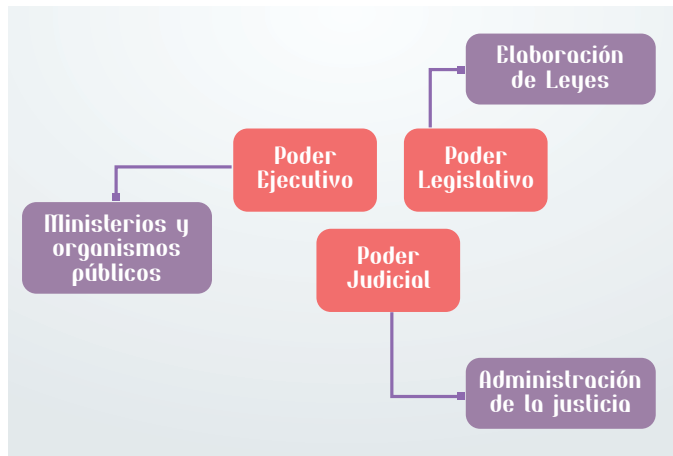 Elaboración
de Leyes
Poder
Ejecutivo
Poder
Legislativo
Ministerios y
organismos
públicos
Poder
Judicial
Administración
de la justicia